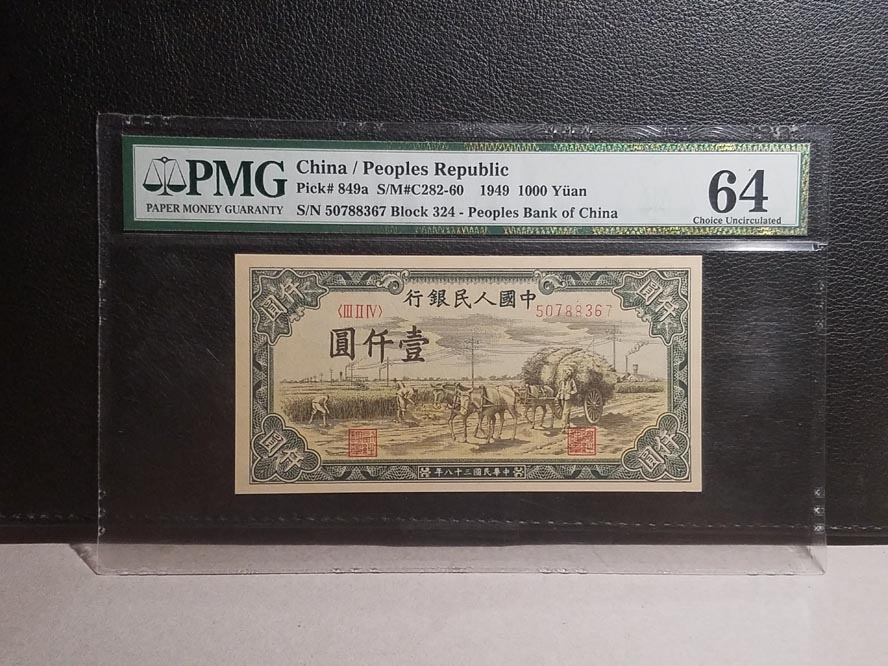 PMG
PAPER MONEY GUARANTY
China / Peoples Republic
Pick# 849a S/M#C282-60 1949 1000 Yüan
S/N 50788367 Block 324 - Peoples Bank of China
64
Choice Uncirculated
行銀民人國中
〈III II IV〉
50788367
圓仟壹
圓仟
圓仟
圓仟
圓仟
年八十三國民華中